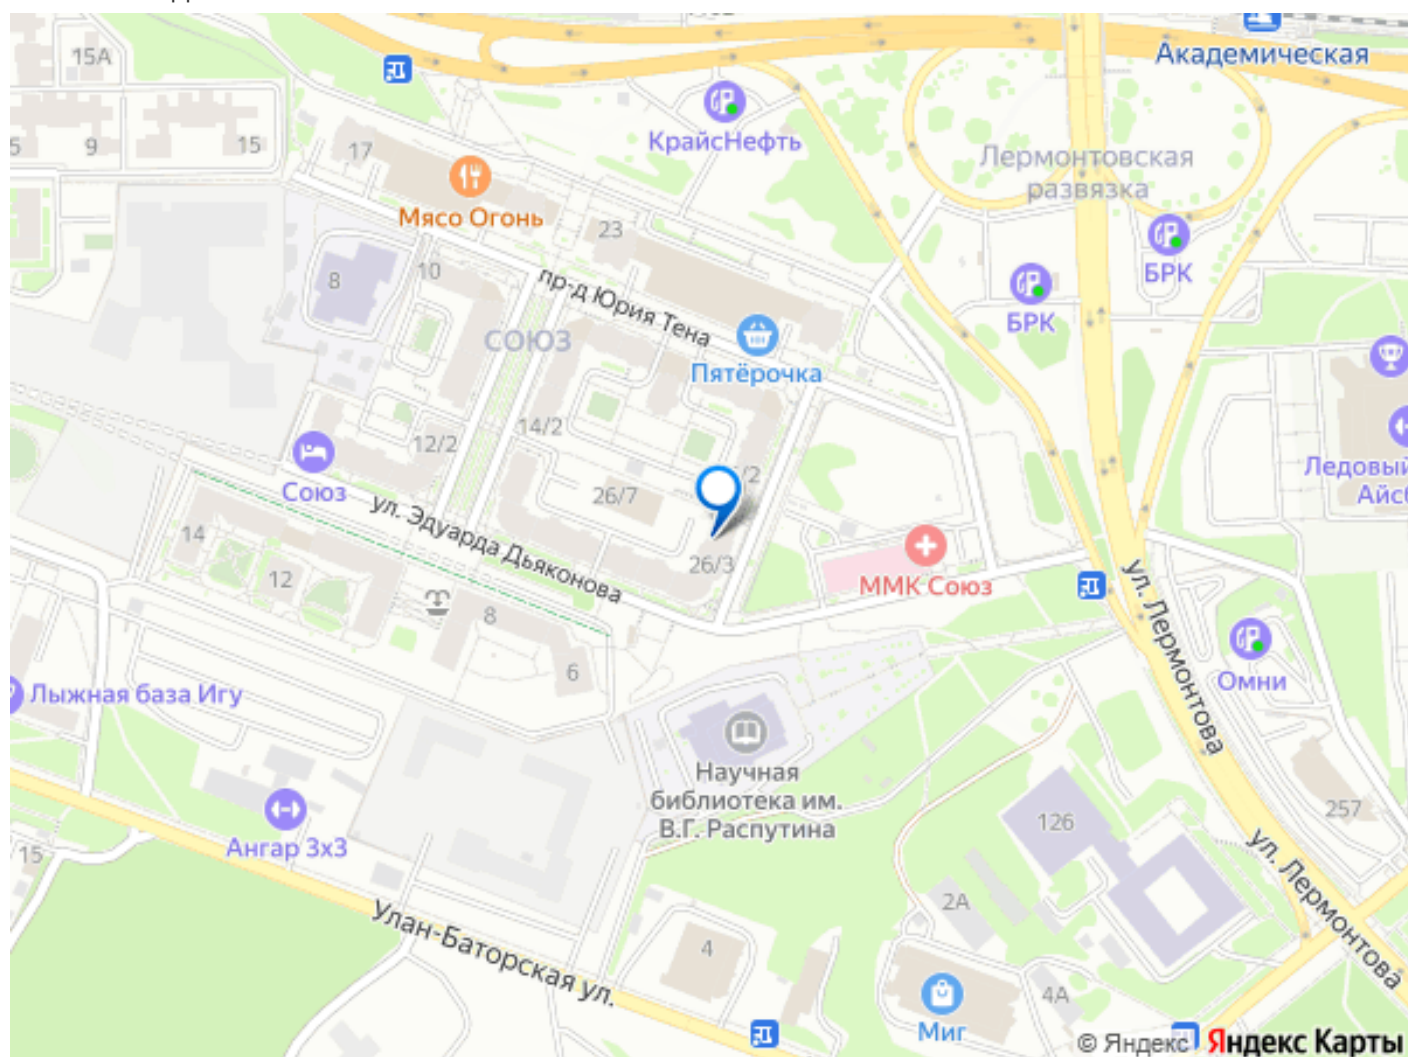 15А
Академическая
КрайсНефть
5
9
15
17
Лермонтовская
развязка
Мясо Огонь
23
БРК
8
10
пр-д Юрия Тена
БРК
СОЮЗ
Пятёрочка
14/2
12/2
Ледовый
Айсб
Союз
26/7
/2
ул. Эдуарда Дьяконова
14
12
26/3
ММК Союз
ул. Лермонтова
8
6
Омни
Лыжная база Игу
Научная
библиотека им.
В.Г. Распутина
257
126
Ангар 3х3
15
ул. Лермонтова
2А
Улан-Баторская ул.
4
4А
Миг
© Яндекс Яндекс Карты